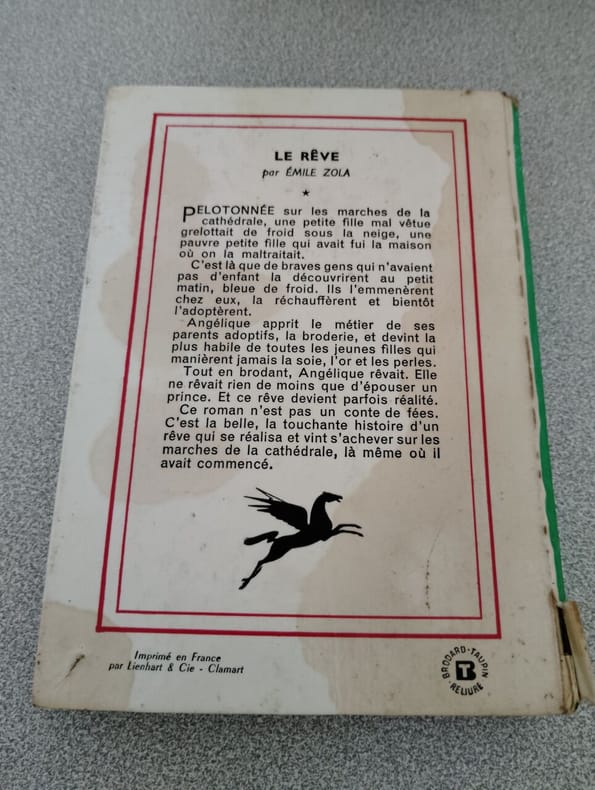 LE RÊVE
par ÉMILE ZOLA
★
PELOTONNÉE sur les marches de la
cathédrale, une petite fille mal vêtue
grelottait de froid sous la neige, une
pauvre petite fille qui avait fui la maison
où on la maltraitait.
C'est là que de braves gens qui n'avaient
pas d'enfant la découvrirent au petit
matin, bleue de froid. Ils l'emmenèrent
chez eux, la réchauffèrent et bientôt
l'adoptèrent.
Angélique apprit le métier de ses
parents adoptifs, la broderie, et devint la
plus habile de toutes les jeunes filles qui
manièrent jamais la soie, l'or et les perles.
Tout en brodant, Angélique rêvait. Elle
ne rêvait rien de moins que d'épouser un
prince. Et ce rêve devient parfois réalité.
Ce roman n'est pas un conte de fées.
C'est la belle, la touchante histoire d'un
rêve qui se réalisa et vint s'achever sur les
marches de la cathédrale, là même où il
avait commencé.
Imprimé en France
par Lienhart & Cie - Clamart
BRODARD-TAUPIN
RELIURE